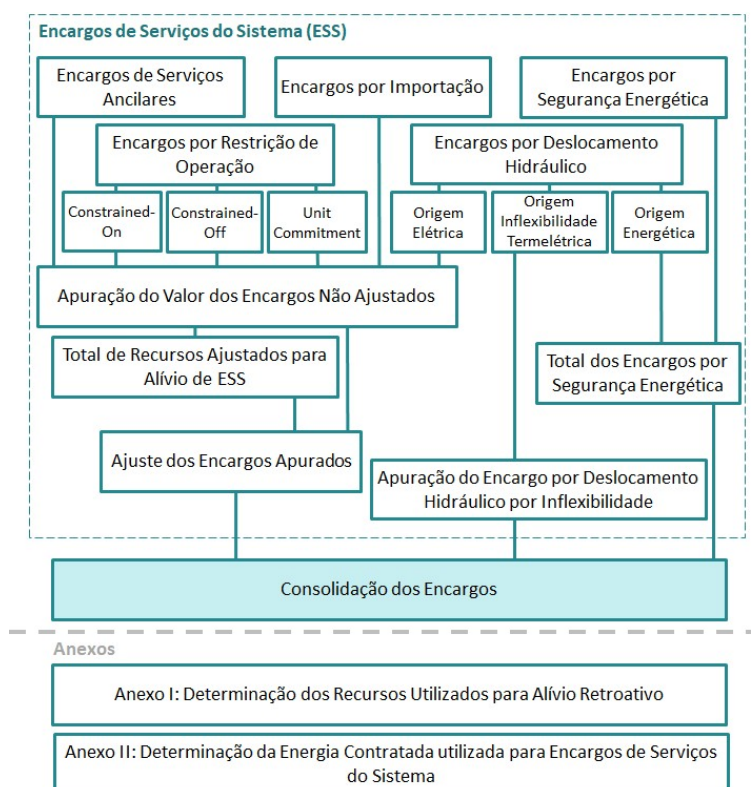 Encargos de Serviços do Sistema (ESS)
Encargos de Serviços
Ancilares
Encargos por Importação
Encargos por
Segurança Energética
Encargos por Restrição de
Operação
Encargos por Deslocamento
Hidráulico
Constrained-
On
Constrained-
Off
Unit
Commitment
Origem
Elétrica
Origem
Inflexibilidade
Termelétrica
Origem
Energética
Apuração do Valor dos Encargos Não Ajustados
Total de Recursos Ajustados para
Alívio de ESS
Total dos Encargos por
Segurança Energética
Ajuste dos Encargos Apurados
Apuração do Encargo por Deslocamento
Hidráulico por Inflexibilidade
Consolidação dos Encargos
Anexos
Anexo I: Determinação dos Recursos Utilizados para Alívio Retroativo
Anexo II: Determinação da Energia Contratada utilizada para Encargos de Serviços
do Sistema